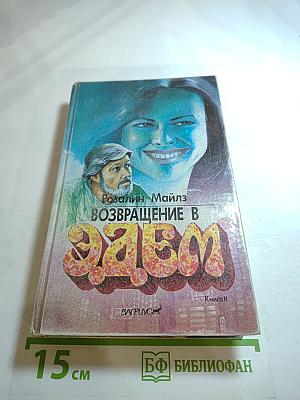 Розалин Майлз
ВОЗВРАЩЕНИЕ В
ЭДЕМ
Книга II
ВАГРИУС
15 см
БФ БИБЛИОФАН